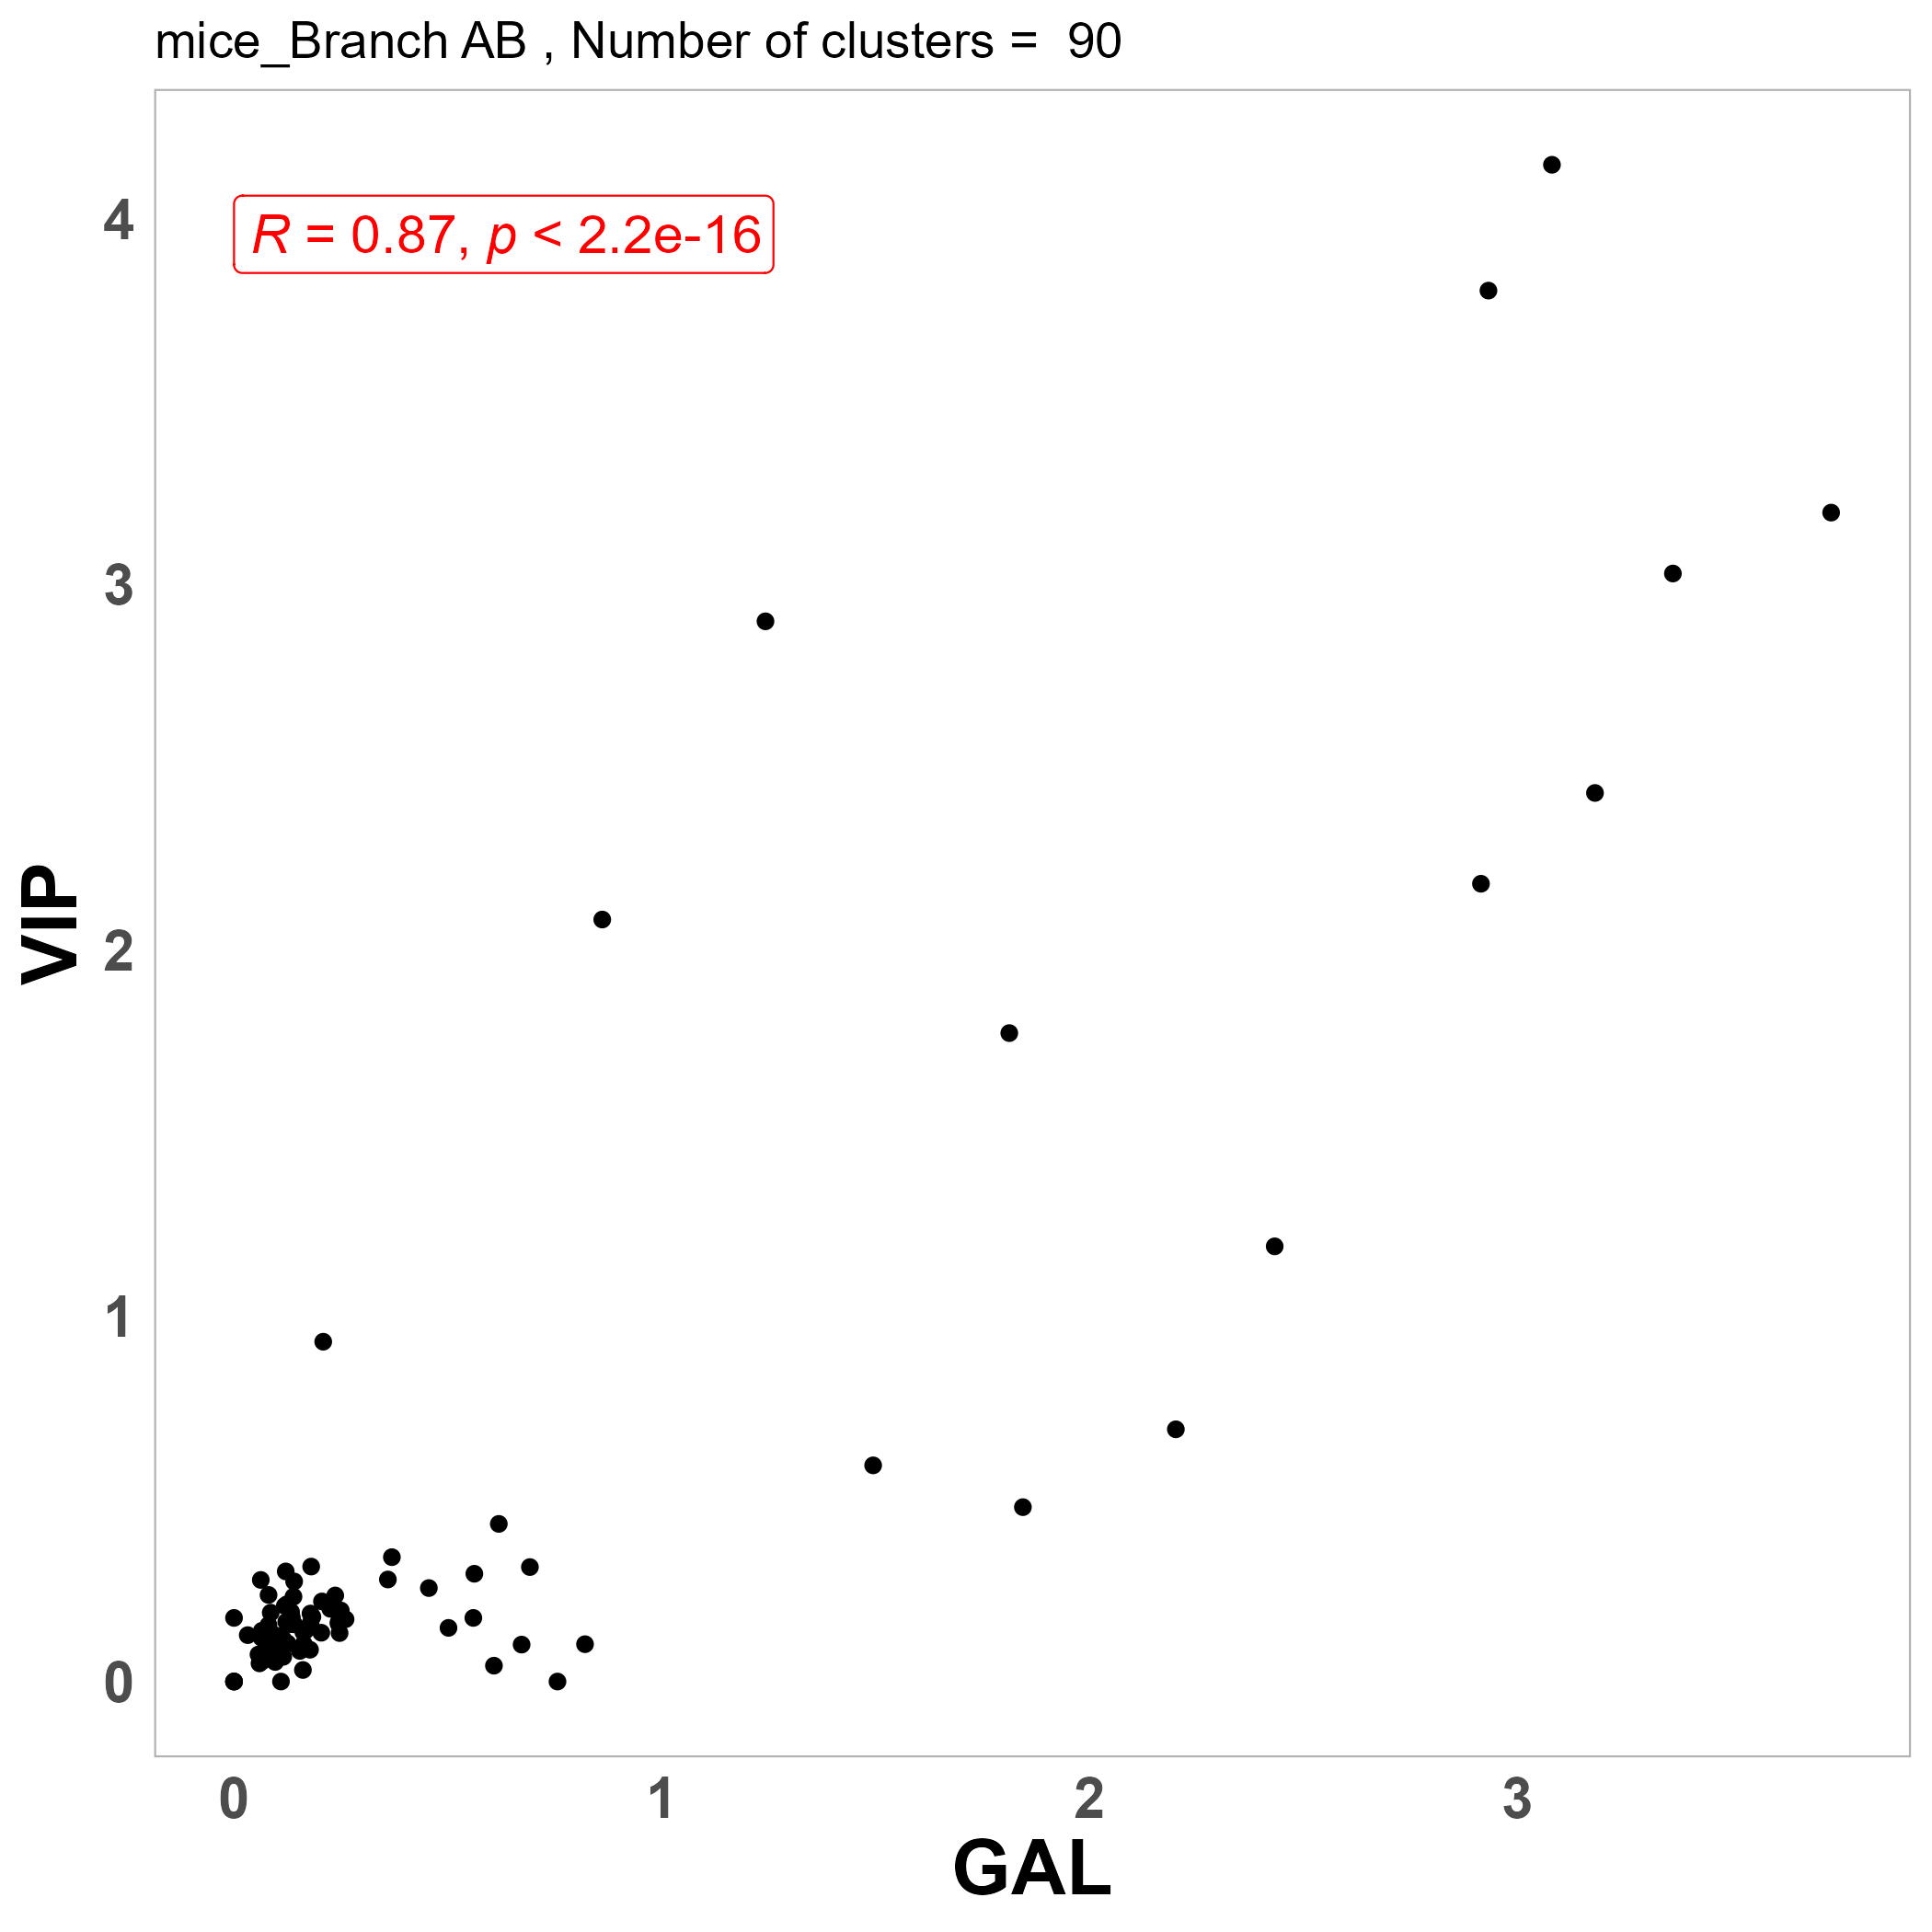 mice_Branch AB , Number of clusters =  90
R = 0.87, p < 2.2e-16
4
3
2
1
0
VIP
0 1 2 3
GAL